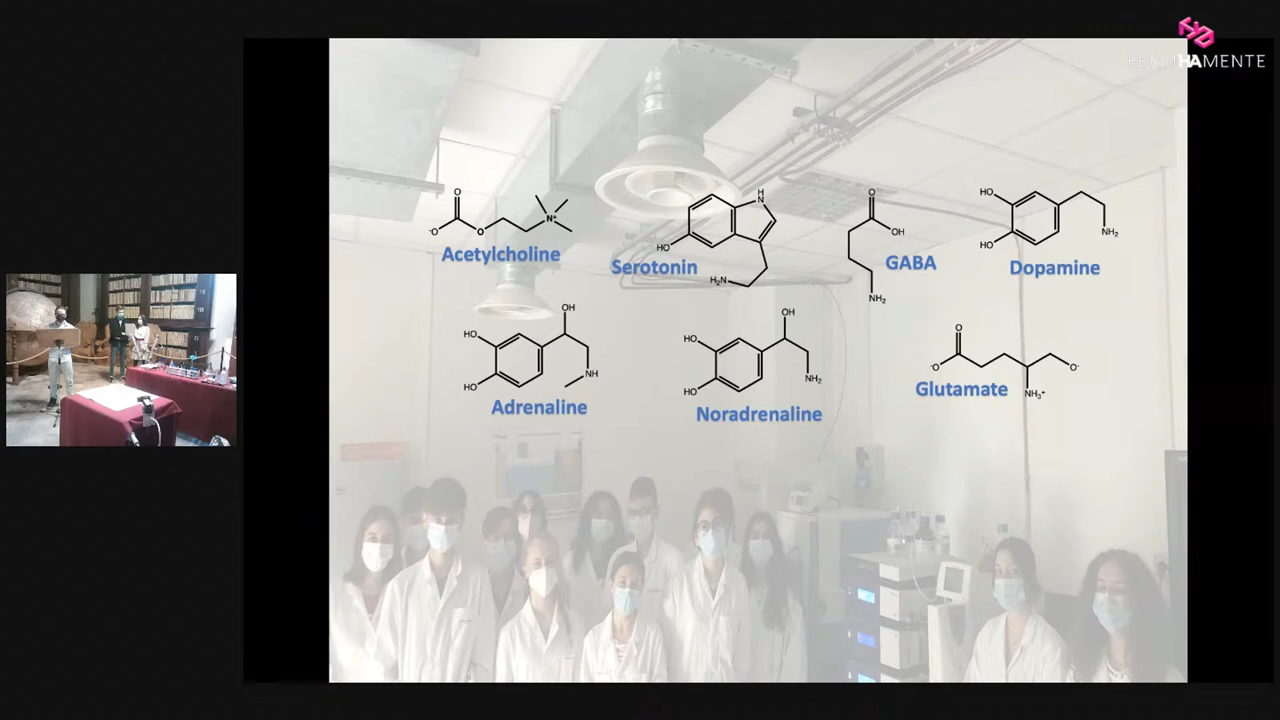 HAMENTE
O
-O
O
N+
Acetylcholine
H
N
HO
H₂N
Serotonin
O
OH
NH₂
GABA
HO
HO
NH₂
Dopamine
OH
HO
HO
NH
Adrenaline
OH
HO
HO
NH₂
Noradrenaline
O
-O
O-
NH₃+
Glutamate